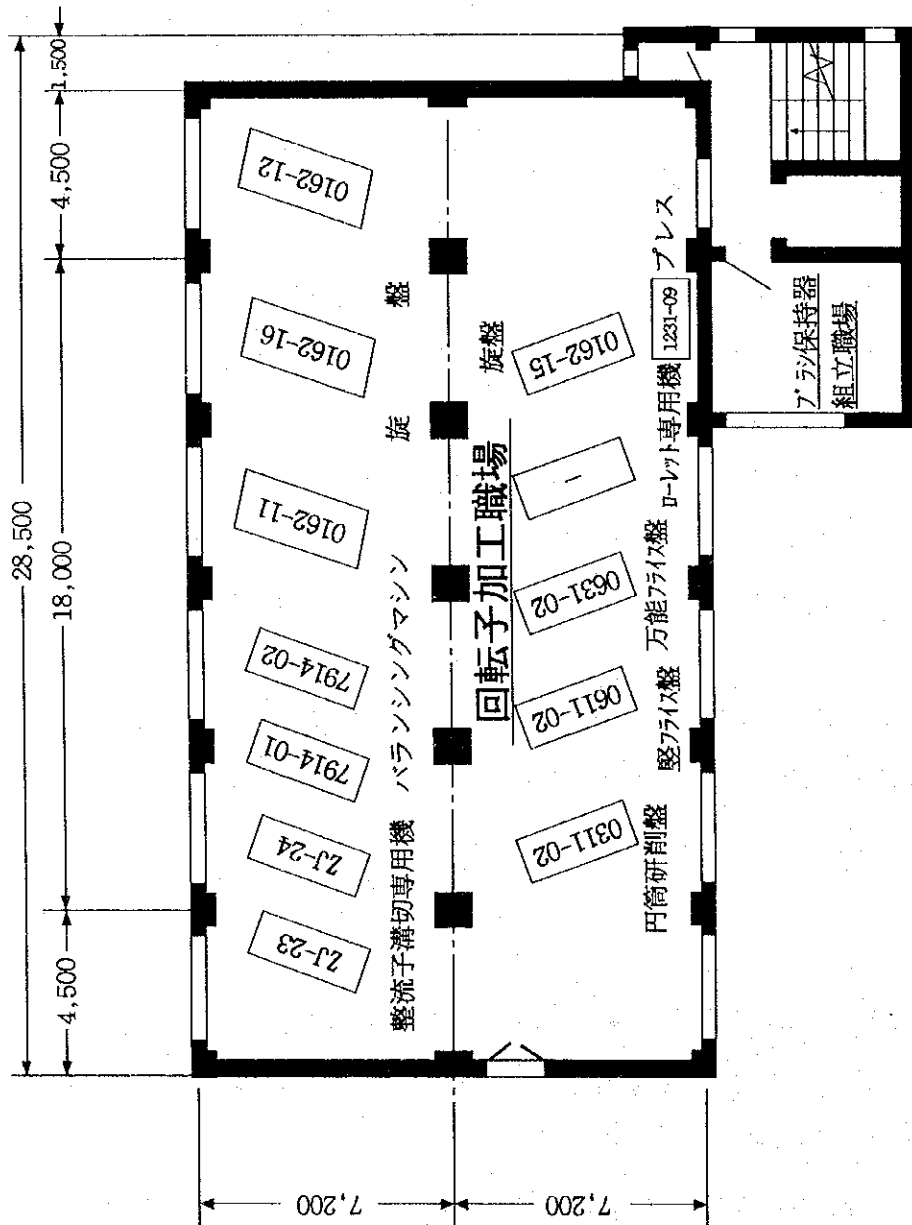 28,500
4,500
18,000
4,500
1,500
7,200
7,200
ZJ-23
ZJ-24
7914-01
7914-02
0162-11
0162-16
0162-12
整流子溝切専用機
バランシングマシン
旋盤
回転子加工職場
旋盤
0311-02
0611-02
0631-02
—
0162-15
円筒研削盤
竪フライス盤
万能フライス盤
ローレット専用機
1231-09
プレス
ブラシ保持器
組立職場